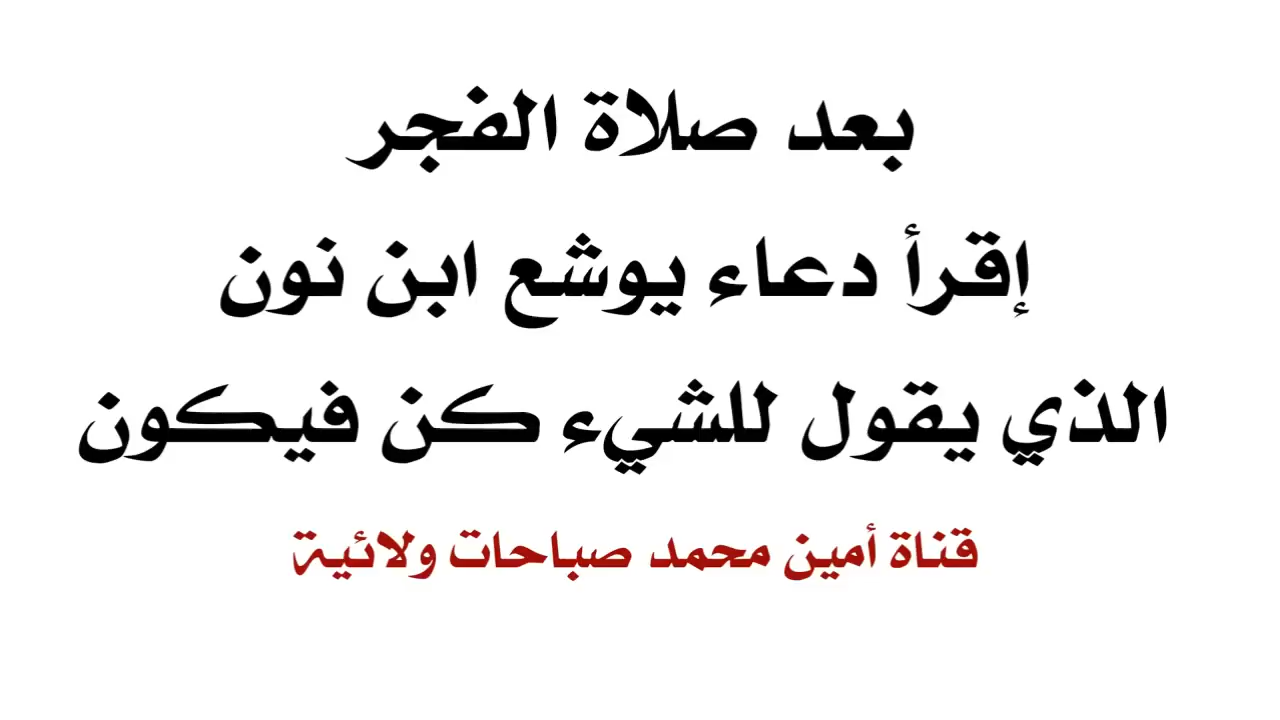 بعد صلاة الفجر
إقرأ دعاء يوشع ابن نون
الذي يقول للشيء كن فيكون
قناة أمين محمد صباحات ولائية